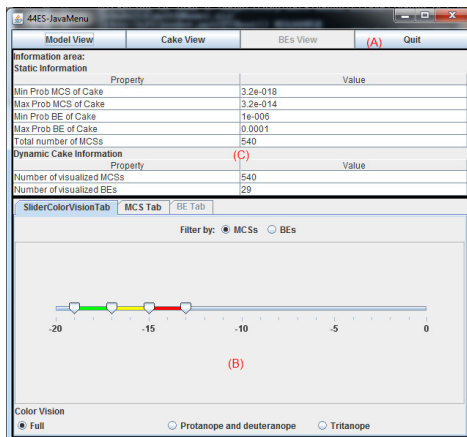 44ES-JavaMenu
Model View Cake View BEs View (A) Quit
Information area:
Static Information
Property Value
Min Prob MCS of Cake 3.2e-018
Max Prob MCS of Cake 3.2e-014
Min Prob BE of Cake 1e-006
Max Prob BE of Cake 0.0001
Total number of MCSs 540
Dynamic Cake Information (C)
Property Value
Number of visualized MCSs 540
Number of visualized BEs 29
SliderColorVisionTab MCS Tab BE Tab
Filter by: MCSs BEs
-20 -15 -10 -5 0
(B)
Color Vision
Full Protanope and deuteranope Tritanope